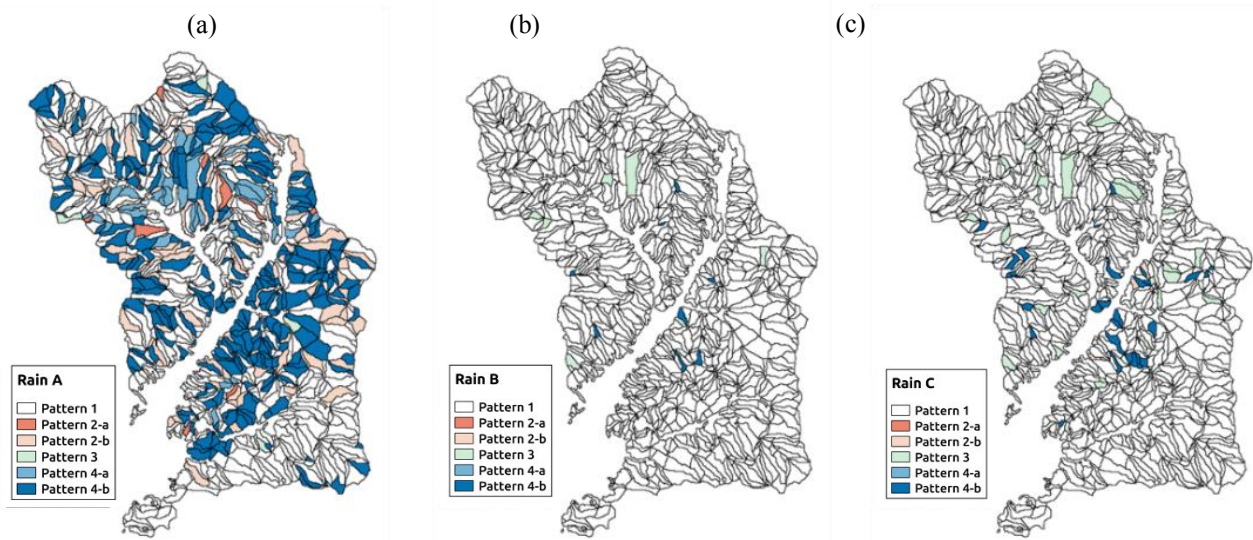 (a)
(b)
(c)
Rain A
Pattern 1
Pattern 2-a
Pattern 2-b
Pattern 3
Pattern 4-a
Pattern 4-b
Rain B
Pattern 1
Pattern 2-a
Pattern 2-b
Pattern 3
Pattern 4-a
Pattern 4-b
Rain C
Pattern 1
Pattern 2-a
Pattern 2-b
Pattern 3
Pattern 4-a
Pattern 4-b